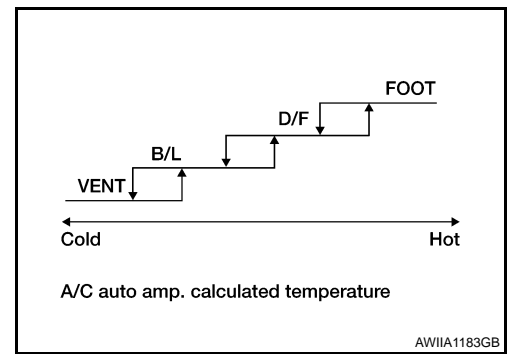 FOOT
D/F
B/L
VENT
Cold Hot
A/C auto amp. calculated temperature
AWIIA1183GB